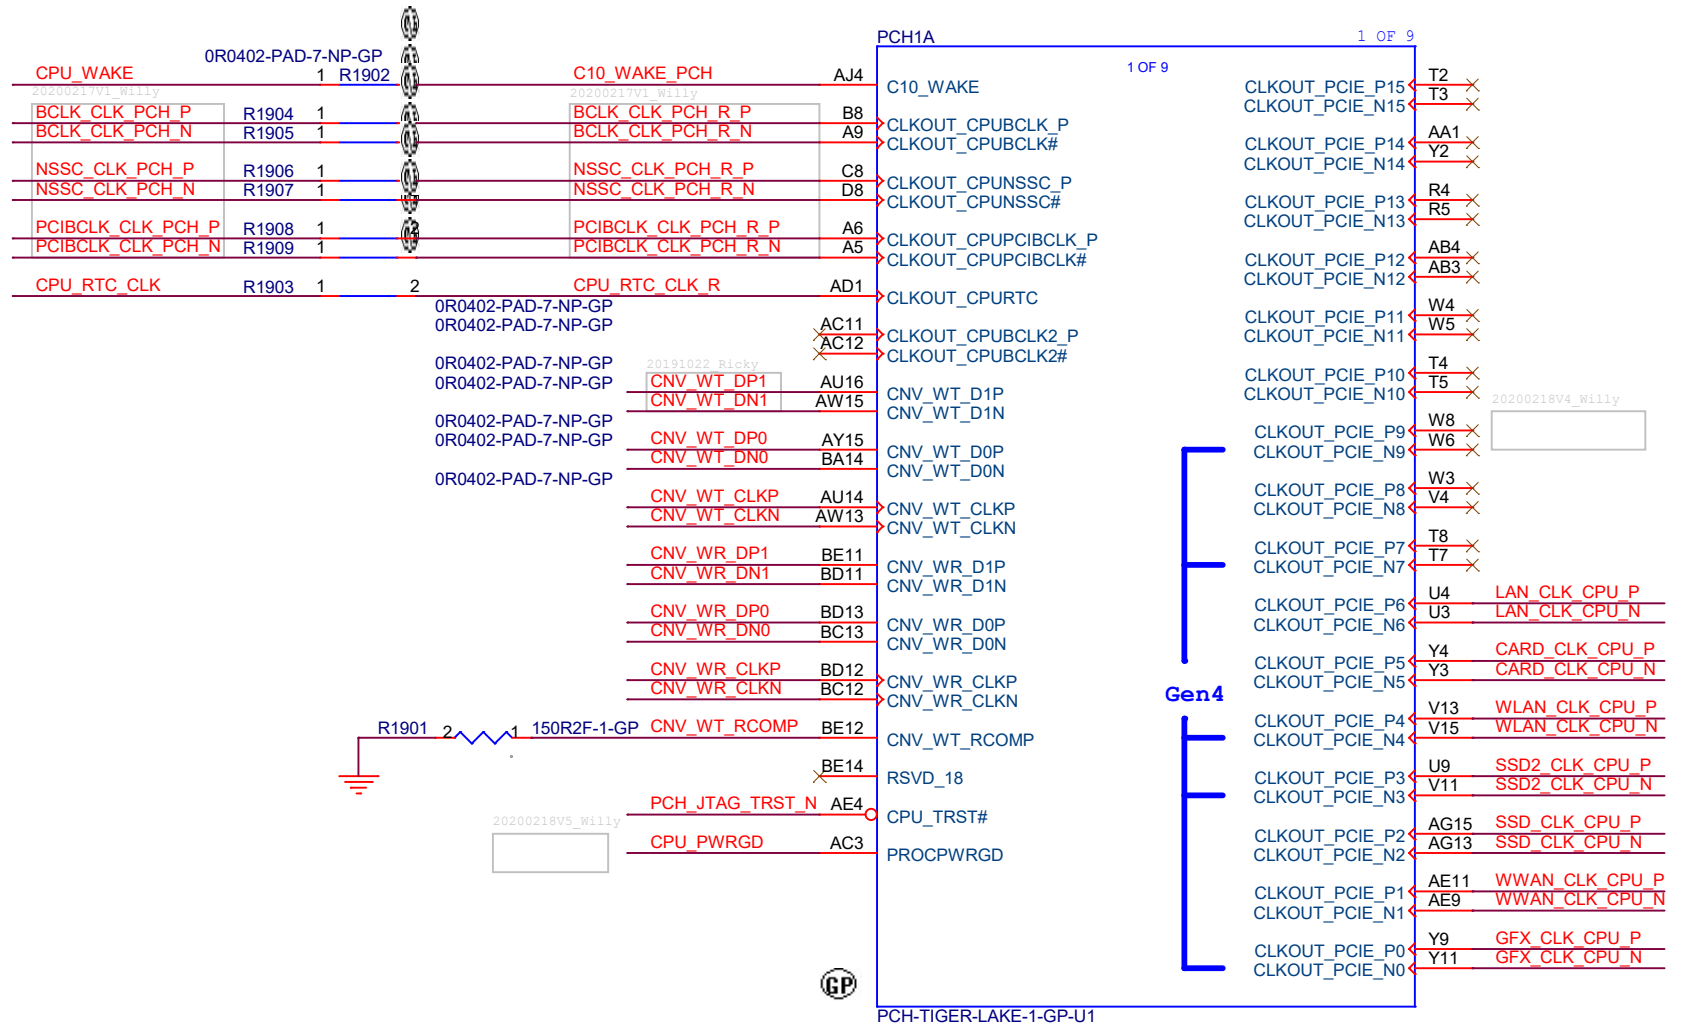 PCH1A
1 OF 9
1 OF 9
0R0402-PAD-7-NP-GP
CPU_WAKE 1 R1902 C10_WAKE_PCH AJ4 C10_WAKE
20200217V1_Willy 20200217V1_Willy
BCLK_CLK_PCH_P R1904 1 BCLK_CLK_PCH_R_P B8 CLKOUT_CPUBCLK_P
BCLK_CLK_PCH_N R1905 1 BCLK_CLK_PCH_R_N A9 CLKOUT_CPUBCLK#
NSSC_CLK_PCH_P R1906 1 NSSC_CLK_PCH_R_P C8 CLKOUT_CPUNSSC_P
NSSC_CLK_PCH_N R1907 1 NSSC_CLK_PCH_R_N D8 CLKOUT_CPUNSSC#
PCIBCLK_CLK_PCH_P R1908 1 2 PCIBCLK_CLK_PCH_R_P A6 CLKOUT_CPUPCIBCLK_P
PCIBCLK_CLK_PCH_N R1909 1 PCIBCLK_CLK_PCH_R_N A5 CLKOUT_CPUPCIBCLK#
CPU_RTC_CLK R1903 1 2 CPU_RTC_CLK_R AD1 CLKOUT_CPURTC
0R0402-PAD-7-NP-GP
0R0402-PAD-7-NP-GP
AC11 CLKOUT_CPUBCLK2_P
AC12 CLKOUT_CPUBCLK2#
0R0402-PAD-7-NP-GP
20191022_Ricky
0R0402-PAD-7-NP-GP
CNV_WT_DP1 AU16 CNV_WT_D1P
CNV_WT_DN1 AW15 CNV_WT_D1N
0R0402-PAD-7-NP-GP
0R0402-PAD-7-NP-GP
CNV_WT_DP0 AY15 CNV_WT_D0P
CNV_WT_DN0 BA14 CNV_WT_D0N
0R0402-PAD-7-NP-GP
CNV_WT_CLKP AU14 CNV_WT_CLKP
CNV_WT_CLKN AW13 CNV_WT_CLKN
CNV_WR_DP1 BE11 CNV_WR_D1P
CNV_WR_DN1 BD11 CNV_WR_D1N
CNV_WR_DP0 BD13 CNV_WR_D0P
CNV_WR_DN0 BC13 CNV_WR_D0N
CNV_WR_CLKP BD12 CNV_WR_CLKP
CNV_WR_CLKN BC12 CNV_WR_CLKN
R1901 2 1 150R2F-1-GP CNV_WT_RCOMP BE12 CNV_WT_RCOMP
BE14 RSVD_18
PCH_JTAG_TRST_N AE4 CPU_TRST#
20200218V5_Willy
CPU_PWRGD AC3 PROCPWRGD
GP
CLKOUT_PCIE_P15 T2
CLKOUT_PCIE_N15 T3
CLKOUT_PCIE_P14 AA1
CLKOUT_PCIE_N14 Y2
CLKOUT_PCIE_P13 R4
CLKOUT_PCIE_N13 R5
CLKOUT_PCIE_P12 AB4
CLKOUT_PCIE_N12 AB3
CLKOUT_PCIE_P11 W4
CLKOUT_PCIE_N11 W5
CLKOUT_PCIE_P10 T4
CLKOUT_PCIE_N10 T5
20200218V4_Willy
CLKOUT_PCIE_P9 W8
CLKOUT_PCIE_N9 W6
CLKOUT_PCIE_P8 W3
CLKOUT_PCIE_N8 V4
CLKOUT_PCIE_P7 T8
CLKOUT_PCIE_N7 T7
CLKOUT_PCIE_P6 U4 LAN_CLK_CPU_P
CLKOUT_PCIE_N6 U3 LAN_CLK_CPU_N
CLKOUT_PCIE_P5 Y4 CARD_CLK_CPU_P
CLKOUT_PCIE_N5 Y3 CARD_CLK_CPU_N
Gen4
CLKOUT_PCIE_P4 V13 WLAN_CLK_CPU_P
CLKOUT_PCIE_N4 V15 WLAN_CLK_CPU_N
CLKOUT_PCIE_P3 U9 SSD2_CLK_CPU_P
CLKOUT_PCIE_N3 V11 SSD2_CLK_CPU_N
CLKOUT_PCIE_P2 AG15 SSD_CLK_CPU_P
CLKOUT_PCIE_N2 AG13 SSD_CLK_CPU_N
CLKOUT_PCIE_P1 AE11 WWAN_CLK_CPU_P
CLKOUT_PCIE_N1 AE9 WWAN_CLK_CPU_N
CLKOUT_PCIE_P0 Y9 GFX_CLK_CPU_P
CLKOUT_PCIE_N0 Y11 GFX_CLK_CPU_N
PCH-TIGER-LAKE-1-GP-U1